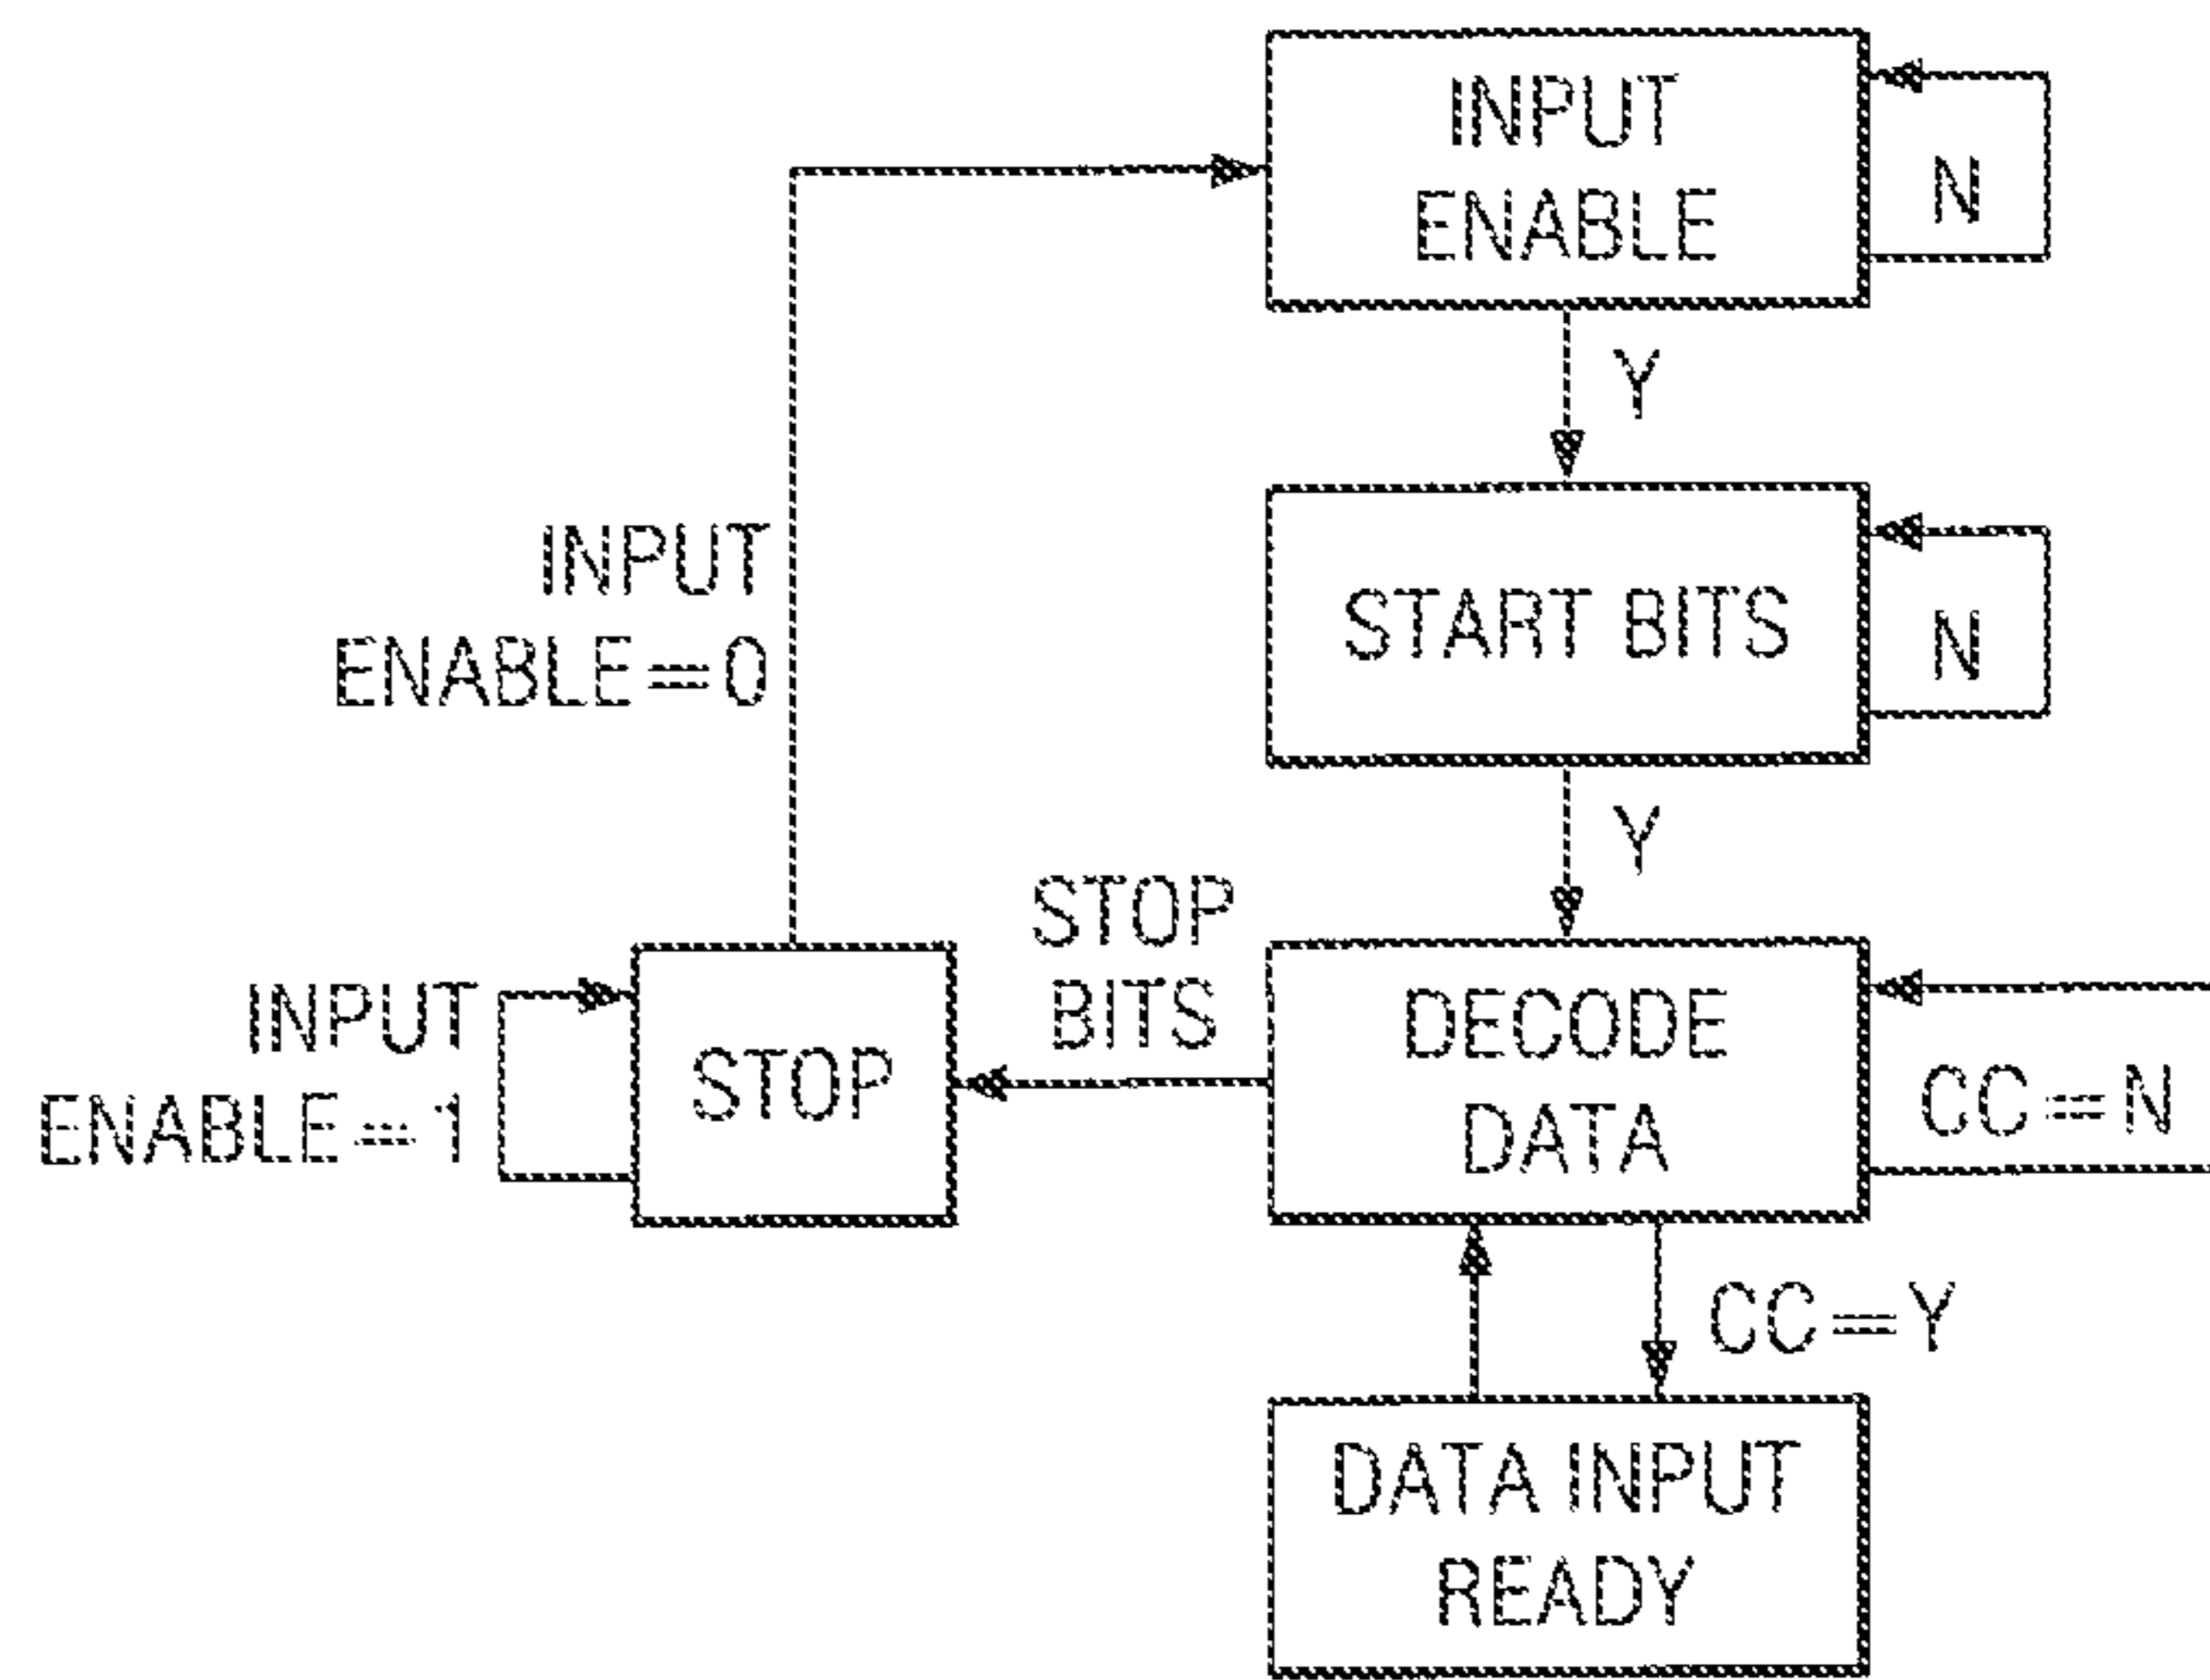 INPUT
ENABLE
N
Y
INPUT
ENABLE=0
START BITS
N
Y
STOP
BITS
INPUT
ENABLE=1
STOP
DECODE
DATA
CC=N
CC=Y
DATA INPUT
READY